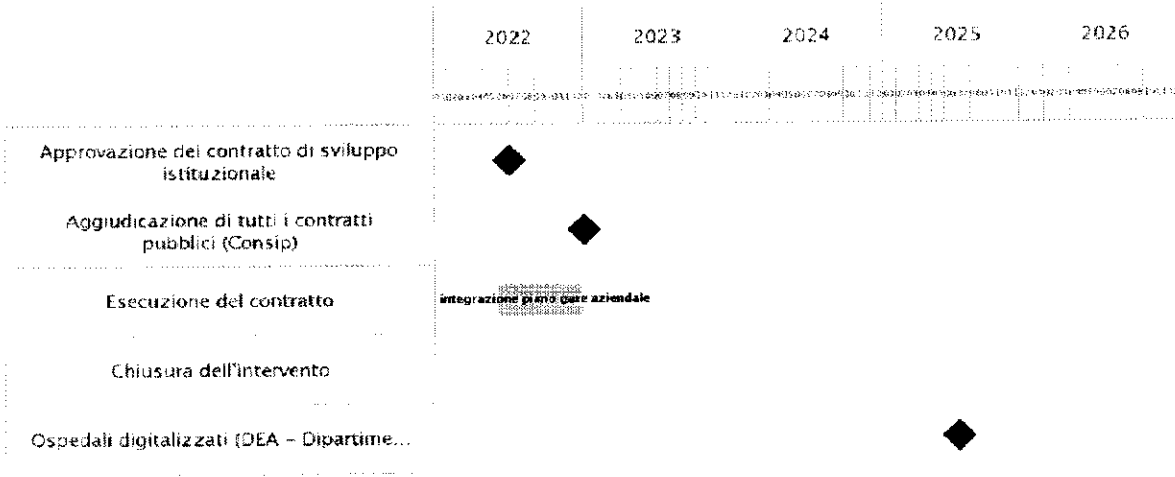 2022 2023 2024 2025 2026
Approvazione del contratto di sviluppo
istituzionale
Aggiudicazione di tutti i contratti
pubblici (Consip)
Esecuzione del contratto
integrazione piano gare aziendale
Chiusura dell'intervento
Ospedali digitalizzati (DEA – Dipartime...